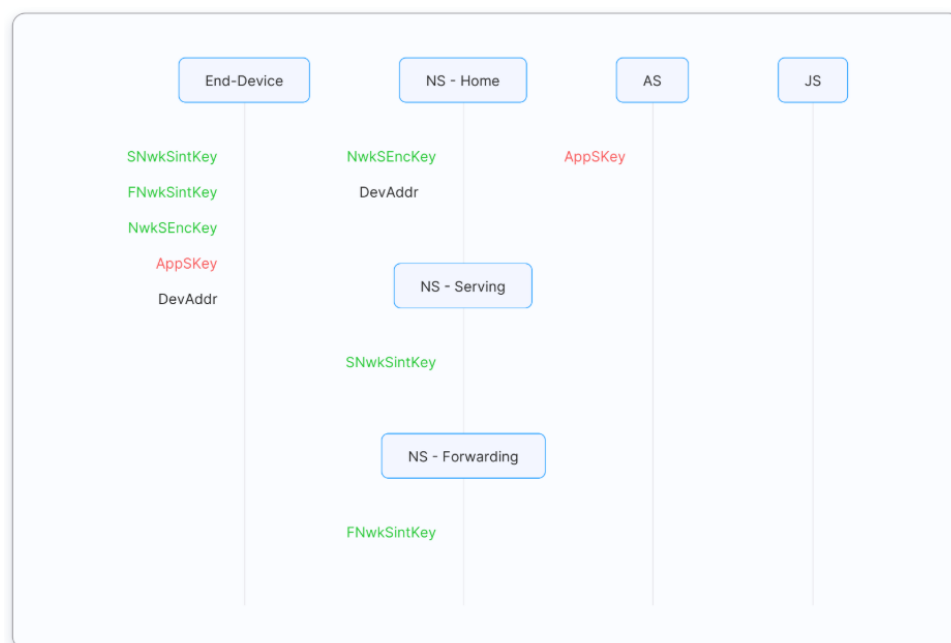 End-Device
NS - Home
AS
JS
SNwkSintKey
NwkSEncKey
AppSKey
FNwkSintKey
DevAddr
NwkSEncKey
AppSKey
NS - Serving
DevAddr
SNwkSintKey
NS - Forwarding
FNwkSintKey